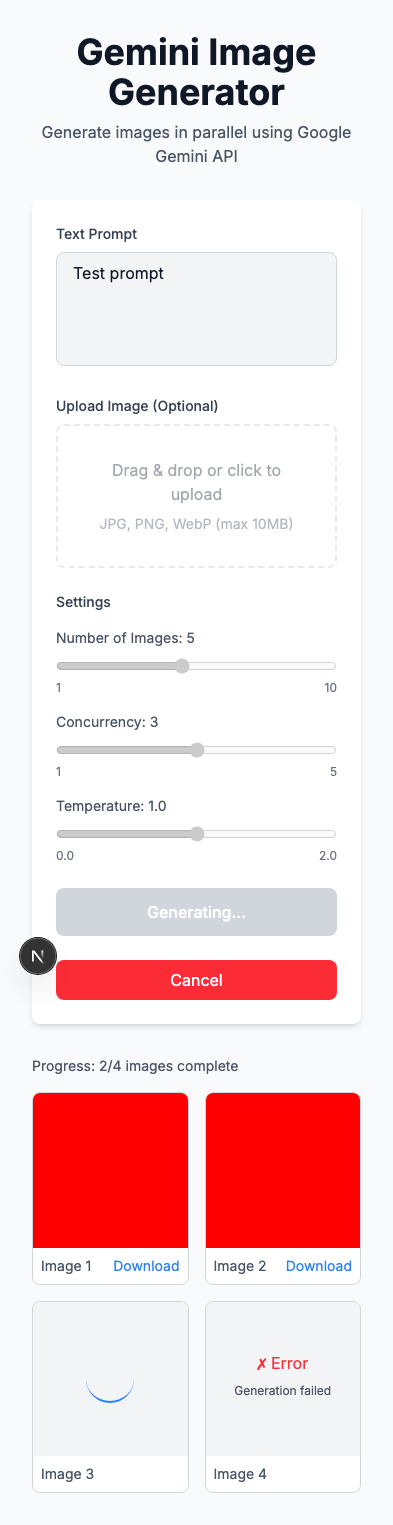 Gemini Image
Generator
Generate images in parallel using Google
Gemini API
Text Prompt
Test prompt
Upload Image (Optional)
Drag & drop or click to
upload
JPG, PNG, WebP (max 10MB)
Settings
Number of Images: 5
1 10
Concurrency: 3
1 5
Temperature: 1.0
0.0 2.0
Generating...
N
Cancel
Progress: 2/4 images complete
Image 1 Download
Image 2 Download
✗ Error
Generation failed
Image 3
Image 4